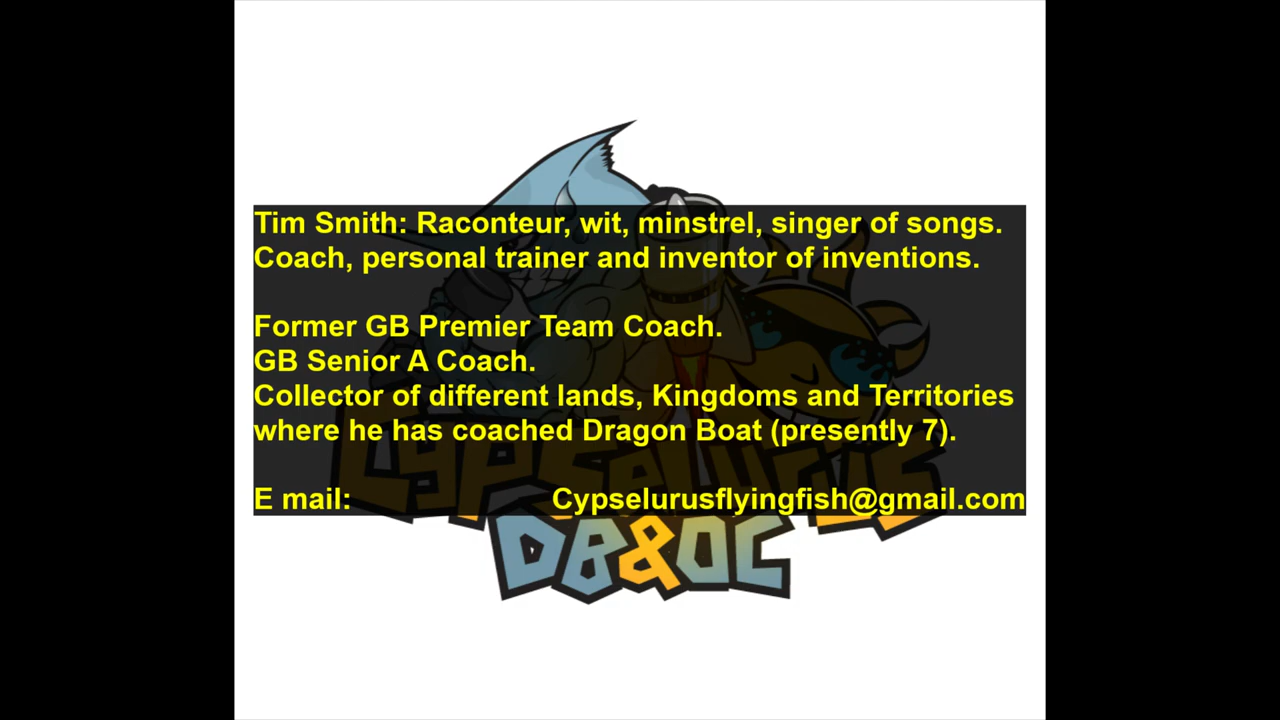 Tim Smith: Raconteur, wit, minstrel, singer of songs.
Coach, personal trainer and inventor of inventions.
Former GB Premier Team Coach.
GB Senior A Coach.
Collector of different lands, Kingdoms and Territories
where he has coached Dragon Boat (presently 7).
E mail: Cypselurusflyingfish@gmail.com
CYPSELURUS
DB&OC